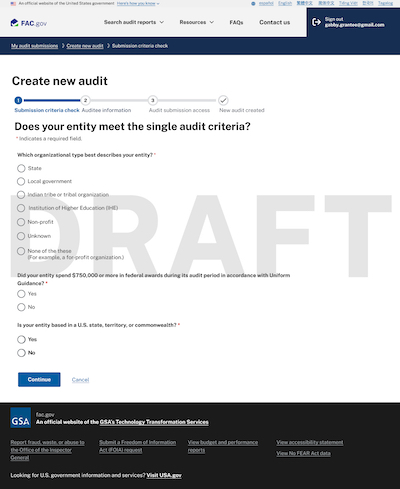 An official website of the United States government Here's how you know
Español English 繁體中文 简体中文 Tiếng việt 한국어 Tagalog
FAC.gov
Search audit reports Resources FAQs Contact us
Sign out
gabby.grantee@gmail.com
My audit submissions Create new audit Submission criteria check
Create new audit
1 2 3
Submission criteria check Auditee information Audit submission access New audit created
Does your entity meet the single audit criteria?
* Indicates a required field.
Which organizational type best describes your entity? *
State
Local government
Indian tribe or tribal organization
Institution of Higher Education (IHE)
Non-profit
Unknown
None of the these
(For example, a for-profit organization.)
DRAFT
Did your entity spend $750,000 or more in federal awards during its audit period in accordance with Uniform
Guidance? *
Yes
No
Is your entity based in a U.S. state, territory, or commonwealth? *
Yes
No
Continue Cancel
GSA
fac.gov
An official website of the GSA's Technology Transformation Services
Report fraud, waste, or abuse to
the Office of the Inspector
General
Submit a Freedom of Information
Act (FOIA) request
View budget and performance
reports
View accessibility statement
View No FEAR Act data
Looking for U.S. government information and services? Visit USA.gov